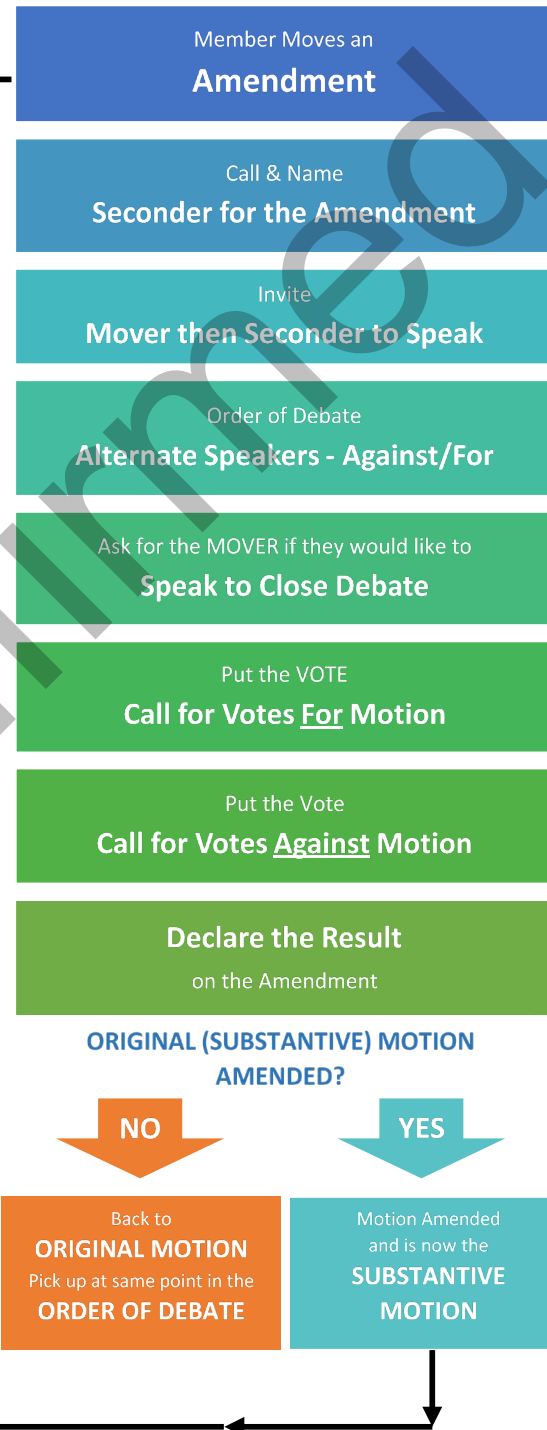 Member Moves an
Amendment
Call & Name
Seconder for the Amendment
Invite
Mover then Seconder to Speak
Order of Debate
Alternate Speakers - Against/For
Ask for the MOVER if they would like to
Speak to Close Debate
Put the VOTE
Call for Votes For Motion
Put the Vote
Call for Votes Against Motion
Declare the Result
on the Amendment
ORIGINAL (SUBSTANTIVE) MOTION
AMENDED?
NO
YES
Back to
ORIGINAL MOTION
Pick up at same point in the
ORDER OF DEBATE
Motion Amended
and is now the
SUBSTANTIVE
MOTION